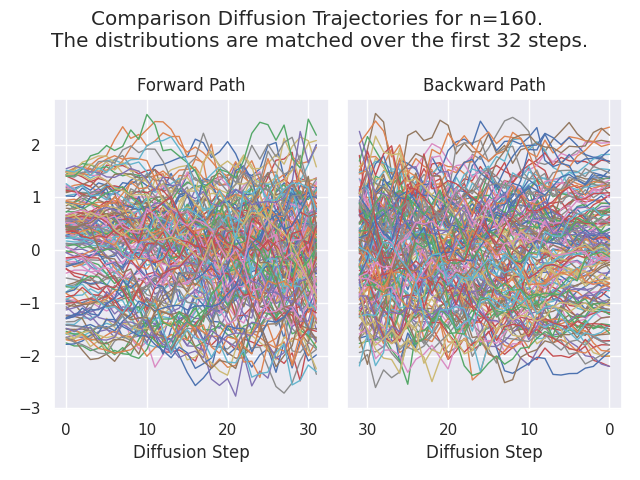 Comparison Diffusion Trajectories for n=160.
The distributions are matched over the first 32 steps.
Forward Path
Backward Path
2
1
0
−1
−2
−3
0
10
20
30
30
20
10
0
Diffusion Step
Diffusion Step